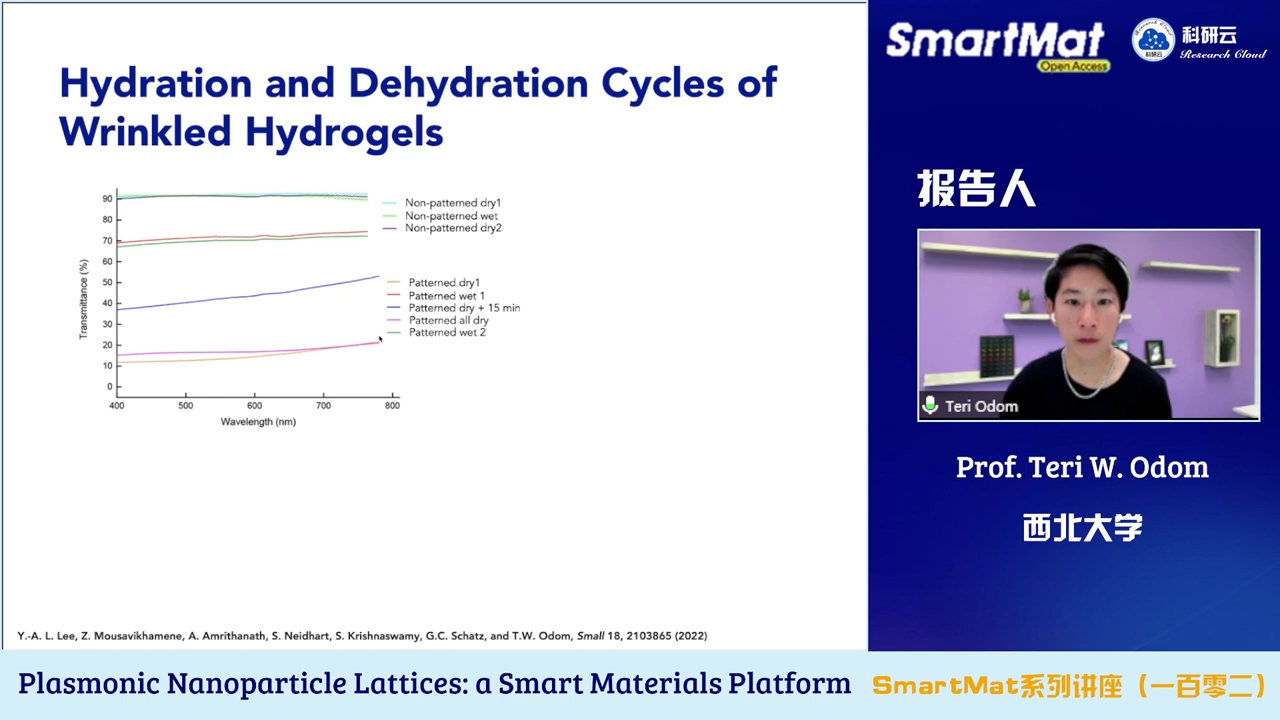 Hydration and Dehydration Cycles of
Wrinkled Hydrogels
90
80
70
60
50
40
30
20
10
0
Transmittance (%)
400
500
600
700
800
Wavelength (nm)
Non-patterned dry1
Non-patterned wet
Non-patterned dry2
Patterned dry1
Patterned wet 1
Patterned dry + 15 min
Patterned all dry
Patterned wet 2
Y.-A. L. Lee, Z. Mousavikhamene, A. Amrithanath, S. Neidhart, S. Krishnaswamy, G.C. Schatz, and T.W. Odom, Small 18, 2103865 (2022)
SmartMat
Open Access
Research Cloud
科研云
科研云
Research Cloud
报告人
Teri Odom
Prof. Teri W. Odom
西北大学
Plasmonic Nanoparticle Lattices: a Smart Materials Platform
SmartMat系列讲座（一百零二）